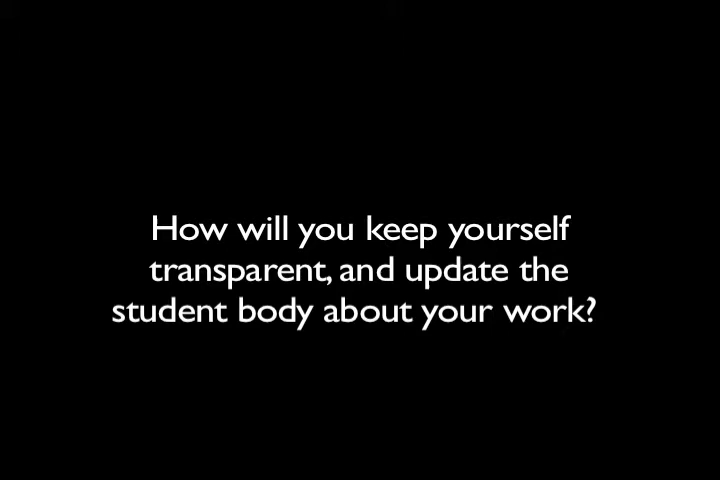 How will you keep yourself
transparent, and update the
student body about your work?